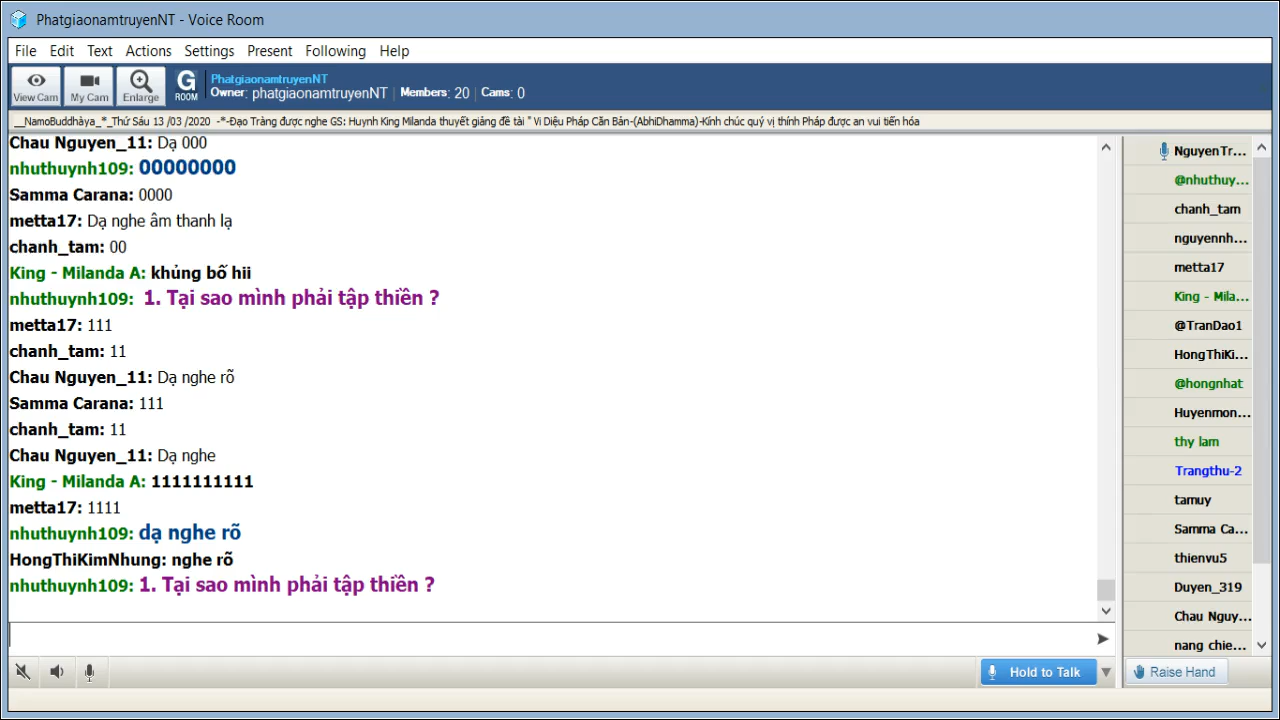 PhatgiaonamtruyenNT - Voice Room
File Edit Text Actions Settings Present Following Help
View Cam My Cam Enlarge G ROOM
PhatgiaonamtruyenNT
Owner: phatgiaonamtruyenNT | Members: 20 | Cams: 0
__NamoBuddhàya_*_Thứ Sáu 13 /03 /2020 -*-Đạo Tràng được nghe GS: Huynh King Milanda thuyết giảng đề tài " Vi Diệu Pháp Căn Bản-(AbhiDhamma)-Kính chúc quý vị thính Pháp được an vui tiến hóa
Chau Nguyen_11: Dạ 000
nhuthuynh109: 00000000
Samma Carana: 0000
metta17: Dạ nghe âm thanh lạ
chanh_tam: 00
King - Milanda A: khủng bố hii
nhuthuynh109: 1. Tại sao mình phải tập thiền ?
metta17: 111
chanh_tam: 11
Chau Nguyen_11: Dạ nghe rõ
Samma Carana: 111
chanh_tam: 11
Chau Nguyen_11: Dạ nghe
King - Milanda A: 1111111111
metta17: 1111
nhuthuynh109: dạ nghe rõ
HongThiKimNhung: nghe rõ
nhuthuynh109: 1. Tại sao mình phải tập thiền ?
NguyenTr...
@nhuthuy...
chanh_tam
nguyennh...
metta17
King - Mila...
@TranDao1
HongThiKi...
@hongnhat
Huyenmon...
thy lam
Trangthu-2
tamuy
Samma Ca...
thienvu5
Duyen_319
Chau Nguy...
nang chie...
Hold to Talk
Raise Hand